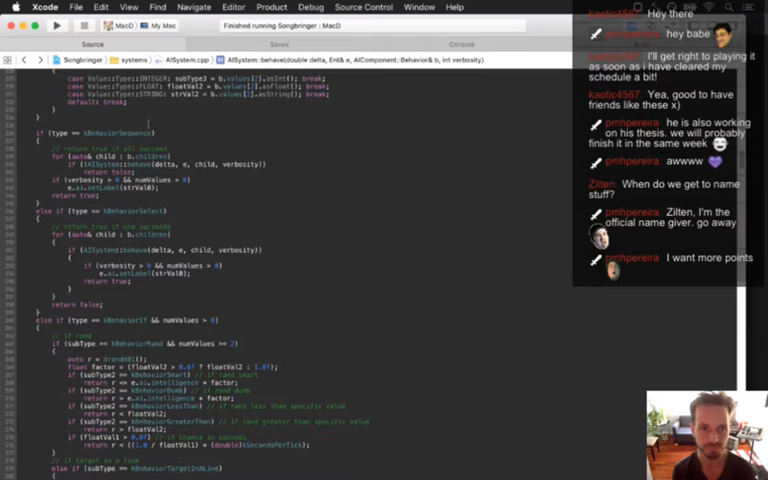 Xcode File Edit View Find Navigate Editor Product Debug Source Control Window Help
MacD My Mac
Finished running Songbringer : MacD
Source
Saves
Console
Songbringer systems AISystem.cpp AISystem::behave(double delta, Ent& e, AIComponent::Behavior& b, int verbosity)
case Value::Type::INTEGER: subType3 = b.values[2].asInt(); break;
case Value::Type::FLOAT: floatVal2 = b.values[2].asFloat(); break;
case Value::Type::STRING: strVal2 = b.values[2].asString(); break;
default: break;
}
}
if (type == kBehaviorSequence)
{
// return true if all succeed
for (auto& child : b.children)
if (!AISystem::behave(delta, e, child, verbosity))
return false;
if (verbosity > 0 && numValues > 0)
e.ai.setLabel(strVal0);
return true;
}
else if (type == kBehaviorSelect)
{
// return true if one succeeds
for (auto& child : b.children)
{
if (AISystem::behave(delta, e, child, verbosity))
{
if (verbosity > 0 && numValues > 0)
e.ai.setLabel(strVal0);
return true;
}
}
return false;
}
else if (type == kBehaviorIf && numValues > 0)
{
// if rand
if (subType == kBehaviorRand && numValues >= 2)
{
auto r = drand01();
float factor = (floatVal2 > 0.0f ? floatVal2 : 1.0f);
if (subType2 == kBehaviorSmart) // if rand smart
return r <= e.ai.intelligence * factor;
if (subType2 == kBehaviorDumb) // if rand dumb
return r > e.ai.intelligence * factor;
if (subType2 == kBehaviorLessThan) // if rand less than specific value
return r < floatVal2;
if (subType2 == kBehaviorGreaterThan) // if rand greater than specific value
return r > floatVal2;
if (floatVal1 > 0.0f) // if chance in seconds
return r < ((1.0 / floatVal1) * (double)kSecondsPerTick);
}
// if target in a line
else if (subType == kBehaviorTargetInALine)
{
kaotic4567 Hey there
pmhpereira hey babe
kaotic4567 I'll get right to playing it
as soon as i have cleared my
schedule a bit!
kaotic4567 Yea, good to have
friends like these x)
pmhpereira he is also working
on his thesis. we will probably
finish it in the same week
pmhpereira awwww
Zilten: When do we get to name
stuff?
pmhpereira Zilten, I'm the
official name giver. go away
pmhpereira I want more points